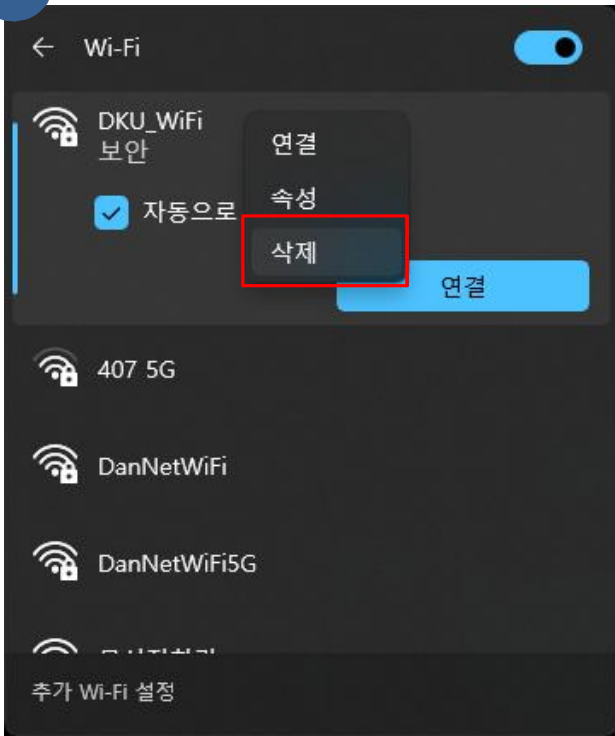 Wi-Fi
DKU_WiFi
보안
연결
속성
삭제
자동으로
연결
407 5G
DanNetWiFi
DanNetWiFi5G
추가 Wi-Fi 설정